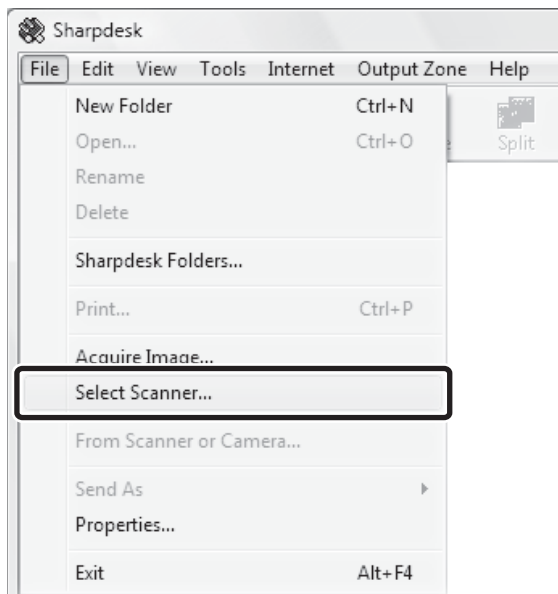 Sharpdesk
File Edit View Tools Internet Output Zone Help
New Folder Ctrl+N
Open... Ctrl+O
Split
Rename
Delete
Sharpdesk Folders...
Print... Ctrl+P
Acquire Image...
Select Scanner...
From Scanner or Camera...
Send As
Properties...
Exit Alt+F4